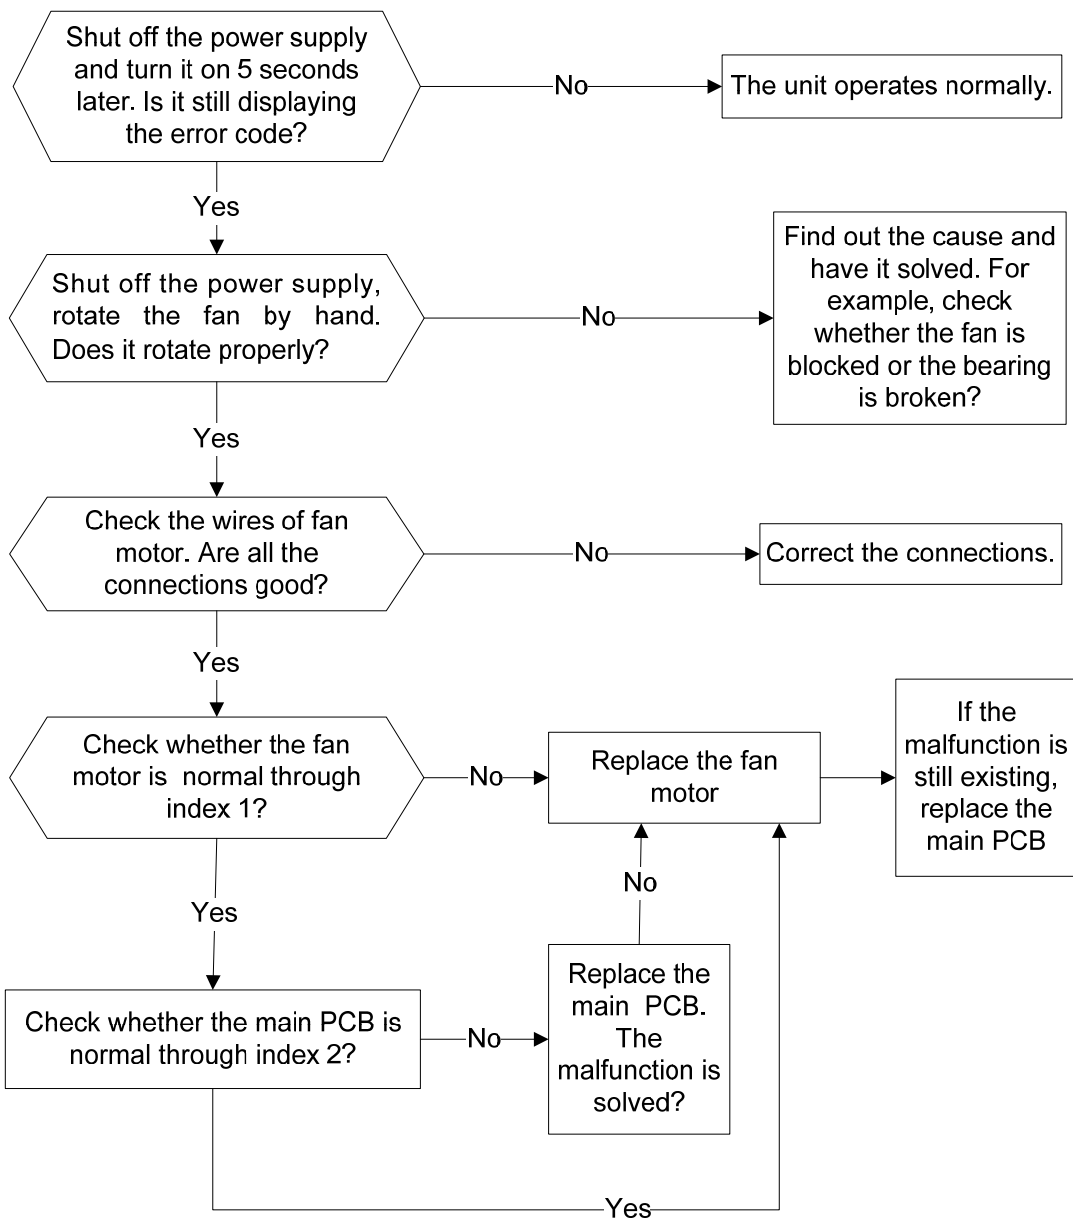 Shut off the power supply
and turn it on 5 seconds
later. Is it still displaying
the error code?
No
The unit operates normally.
Yes
Shut off the power supply,
rotate the fan by hand.
Does it rotate properly?
No
Find out the cause and
have it solved. For
example, check
whether the fan is
blocked or the bearing
is broken?
Yes
Check the wires of fan
motor. Are all the
connections good?
No
Correct the connections.
Yes
Check whether the fan
motor is normal through
index 1?
No
Replace the fan
motor
If the
malfunction is
still existing,
replace the
main PCB
Yes
No
Check whether the main PCB is
normal through index 2?
No
Replace the
main PCB.
The
malfunction is
solved?
Yes